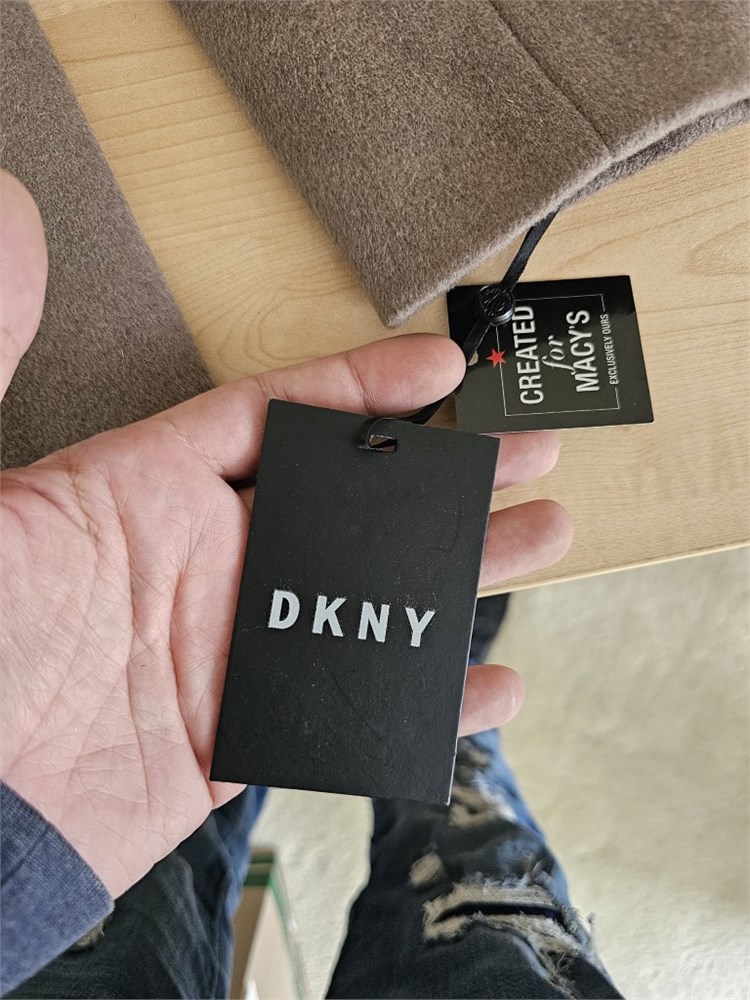 CREATED
for
MACY'S
EXCLUSIVELY OURS
DKNY